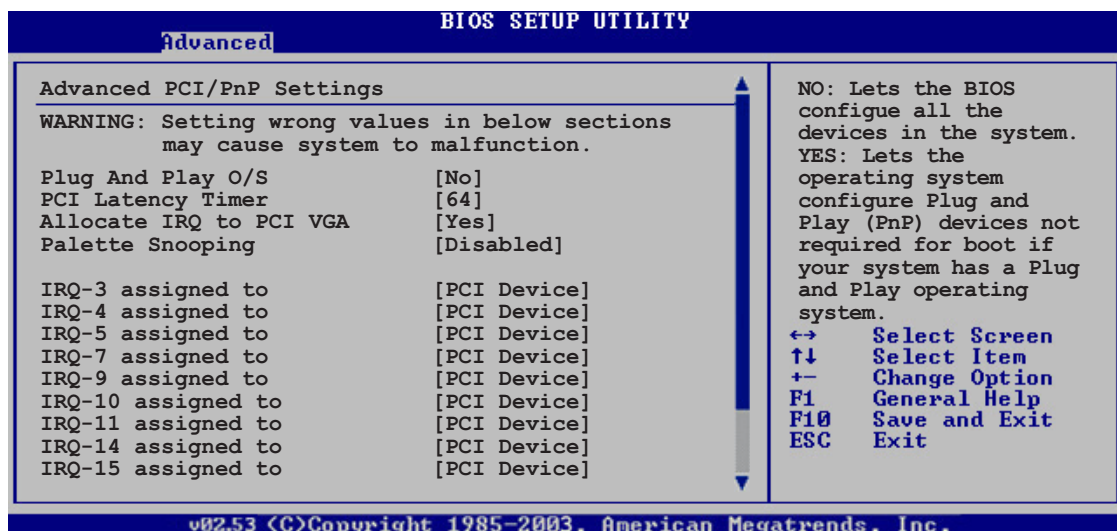 BIOS SETUP UTILITY
Advanced
Advanced PCI/PnP Settings
WARNING: Setting wrong values in below sections
may cause system to malfunction.
Plug And Play O/S [No]
PCI Latency Timer [64]
Allocate IRQ to PCI VGA [Yes]
Palette Snooping [Disabled]
IRQ-3 assigned to [PCI Device]
IRQ-4 assigned to [PCI Device]
IRQ-5 assigned to [PCI Device]
IRQ-7 assigned to [PCI Device]
IRQ-9 assigned to [PCI Device]
IRQ-10 assigned to [PCI Device]
IRQ-11 assigned to [PCI Device]
IRQ-14 assigned to [PCI Device]
IRQ-15 assigned to [PCI Device]
NO: Lets the BIOS
configue all the
devices in the system.
YES: Lets the
operating system
configure Plug and
Play (PnP) devices not
required for boot if
your system has a Plug
and Play operating
system.
←→ Select Screen
↑↓ Select Item
+- Change Option
F1 General Help
F10 Save and Exit
ESC Exit
v02.53 (C)Copyright 1985-2003, American Megatrends, Inc.